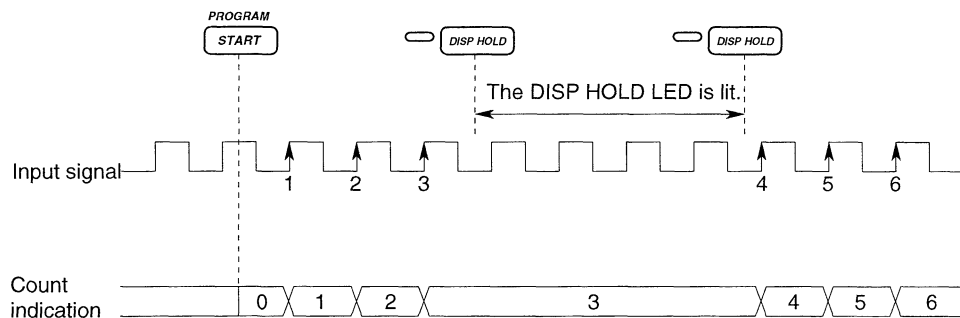 PROGRAM
START
DISP HOLD
DISP HOLD
The DISP HOLD LED is lit.
Input signal
1 2 3 4 5 6
Count
indication
0 1 2 3 4 5 6